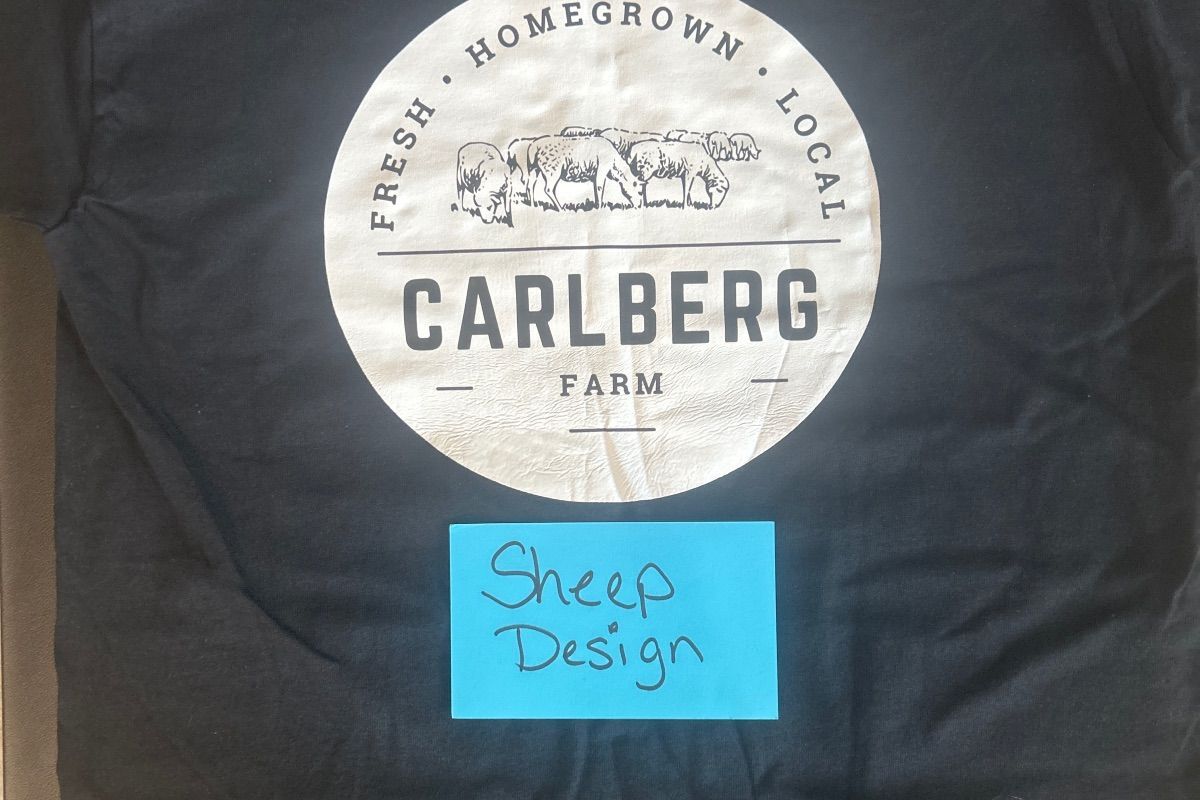 FRESH · HOMEGROWN · LOCAL
CARLBERG
FARM
Sheep
Design